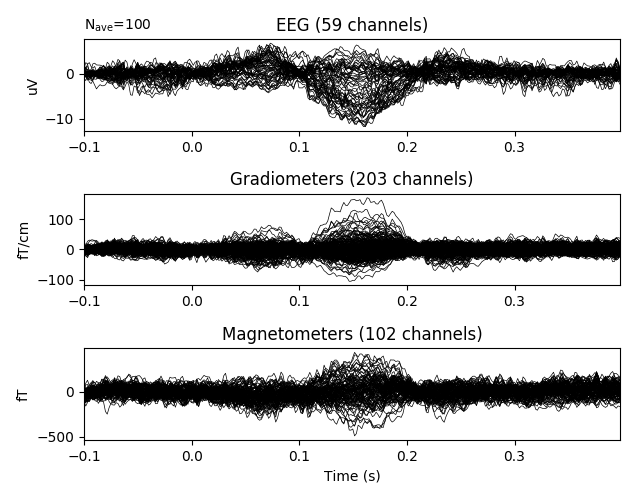 Nave=100
EEG (59 channels)
uV
0
−10
−0.1 0.0 0.1 0.2 0.3
Gradiometers (203 channels)
fT/cm
100
0
−100
−0.1 0.0 0.1 0.2 0.3
Magnetometers (102 channels)
fT
0
−500
−0.1 0.0 0.1 0.2 0.3
Time (s)